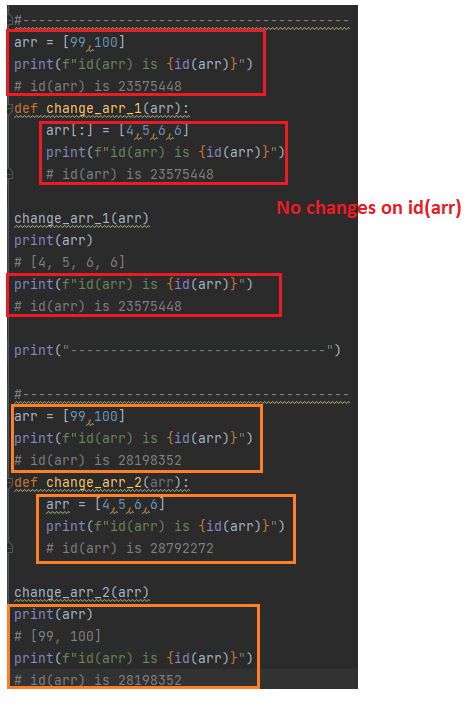 #----------------------------------------
arr = [99,100]
print(f"id(arr) is {id(arr)}")
# id(arr) is 23575448
def change_arr_1(arr):
    arr[:] = [4,5,6,6]
    print(f"id(arr) is {id(arr)}")
    # id(arr) is 23575448
No changes on id(arr)
change_arr_1(arr)
print(arr)
# [4, 5, 6, 6]
print(f"id(arr) is {id(arr)}")
# id(arr) is 23575448
print("--------------------------------")
#----------------------------------------
arr = [99,100]
print(f"id(arr) is {id(arr)}")
# id(arr) is 28198352
def change_arr_2(arr):
    arr = [4,5,6,6]
    print(f"id(arr) is {id(arr)}")
    # id(arr) is 28792272
change_arr_2(arr)
print(arr)
# [99, 100]
print(f"id(arr) is {id(arr)}")
# id(arr) is 28198352